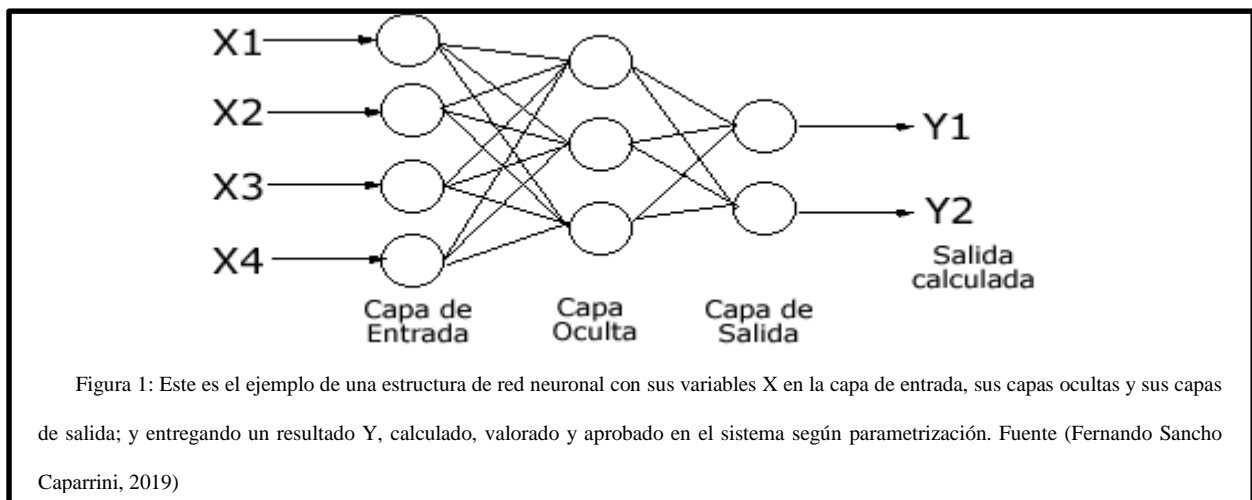 X1
X2
X3
X4
Y1
Y2
Salida
calculada
Capa de
Entrada
Capa
Oculta
Capa de
Salida
Figura 1: Este es el ejemplo de una estructura de red neuronal con sus variables X en la capa de entrada, sus capas ocultas y sus capas
de salida; y entregando un resultado Y, calculado, valorado y aprobado en el sistema según parametrización. Fuente (Fernando Sancho
Caparrini, 2019)